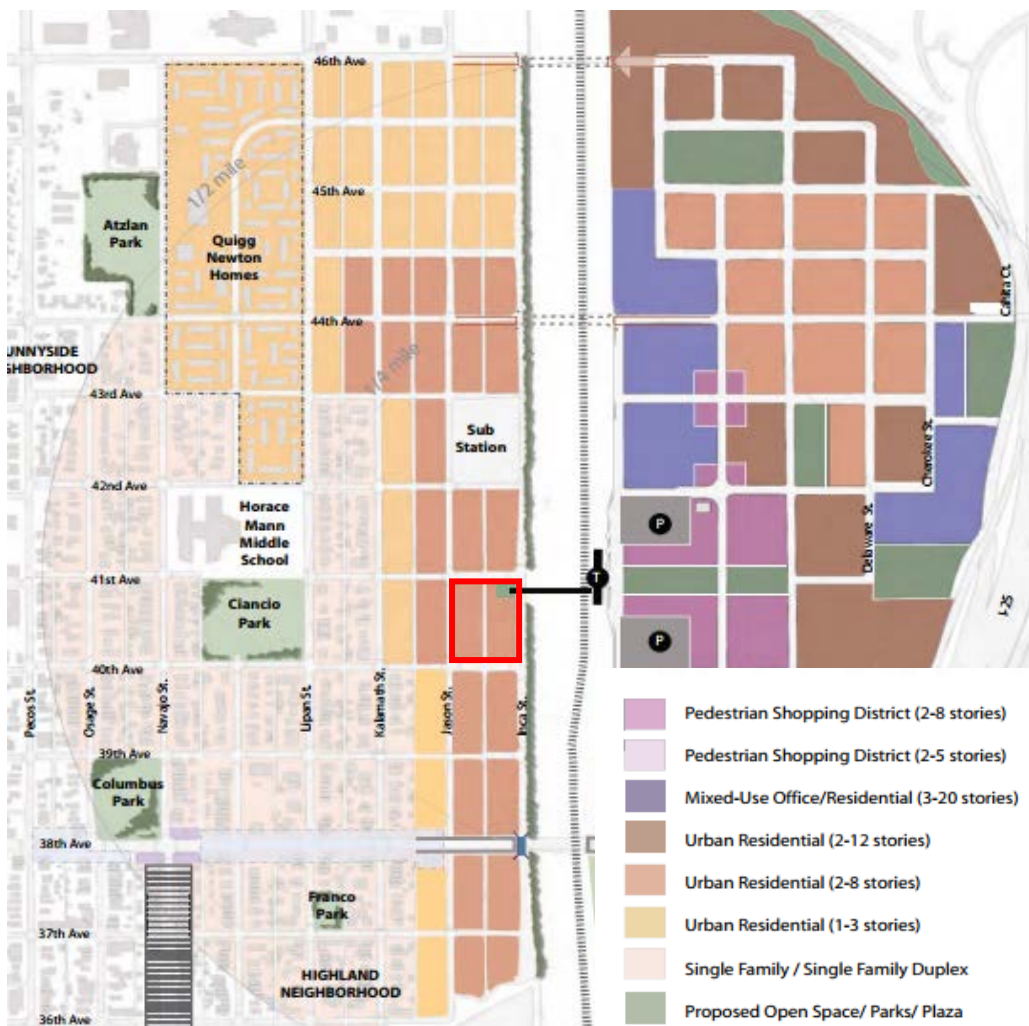 46th Ave
1/2 mile
45th Ave
Atzlan
Park
Quigg
Newton
Homes
44th Ave
Cahita Ct.
UNNYSIDE
GHBORHOOD
1/4 mile
43rd Ave
Sub
Station
Cherokee St.
42nd Ave
Horace
Mann
Middle
School
P
Delaware St.
41st Ave
T
Ciancio
Park
P
40th Ave
Pecos St.
Osage St.
Navajo St.
Lipan St.
Kalamath St.
Jason St.
Inca St.
39th Ave
Columbus
Park
38th Ave
Franco
Park
37th Ave
HIGHLAND
NEIGHBORHOOD
36th Ave
Pedestrian Shopping District (2-8 stories)
Pedestrian Shopping District (2-5 stories)
Mixed-Use Office/Residential (3-20 stories)
Urban Residential (2-12 stories)
Urban Residential (2-8 stories)
Urban Residential (1-3 stories)
Single Family / Single Family Duplex
Proposed Open Space/ Parks/ Plaza